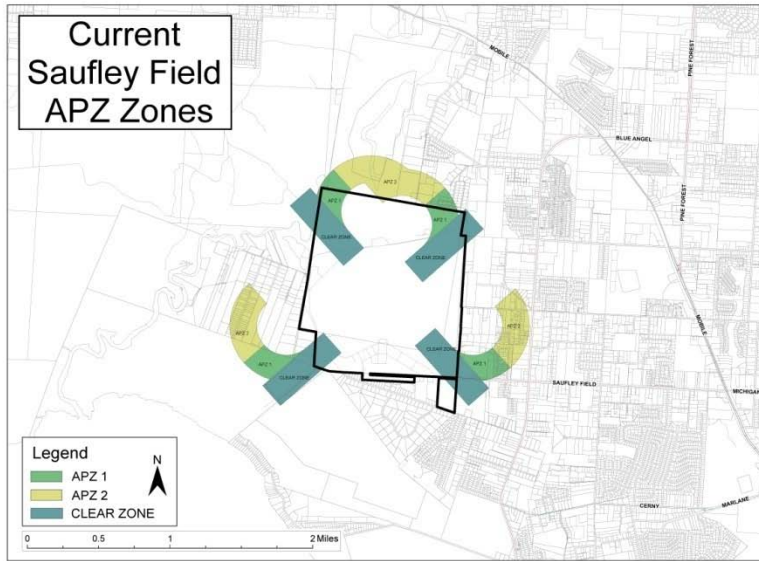 Current
Saufley Field
APZ Zones
MOBILE
PINE FOREST
BLUE ANGEL
APZ 2
APZ 1
APZ 1
CLEAR ZONE
CLEAR ZONE
PINE FOREST
APZ 2
APZ 2
MOBILE
CLEAR ZONE
APZ 1
APZ 1
CLEAR ZONE
SAUFLEY FIELD
MICHIGAN
Legend
APZ 1
APZ 2
CLEAR ZONE
N
CERNY
MARLANE
0 0.5 1 2 Miles